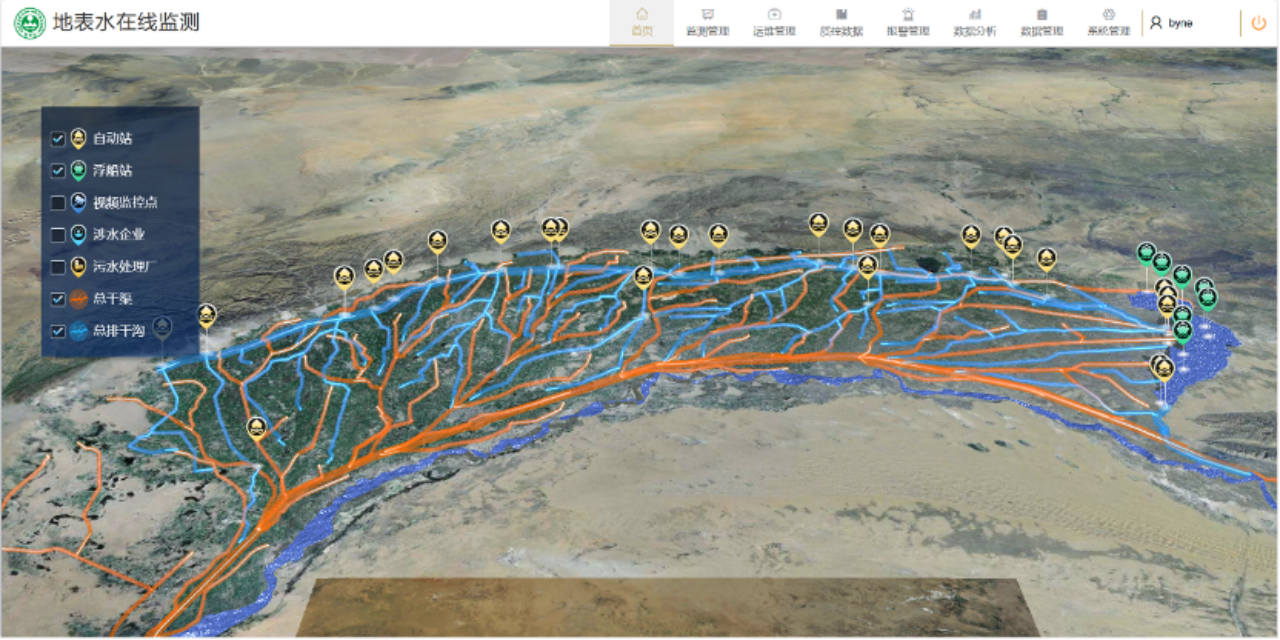 地表水在线监测
首页
监测管理
运维管理
质控数据
报警管理
数据分析
数据管理
系统管理
byne
自动站
浮船站
视频监控点
涉水企业
污水处理厂
总干渠
总排干沟